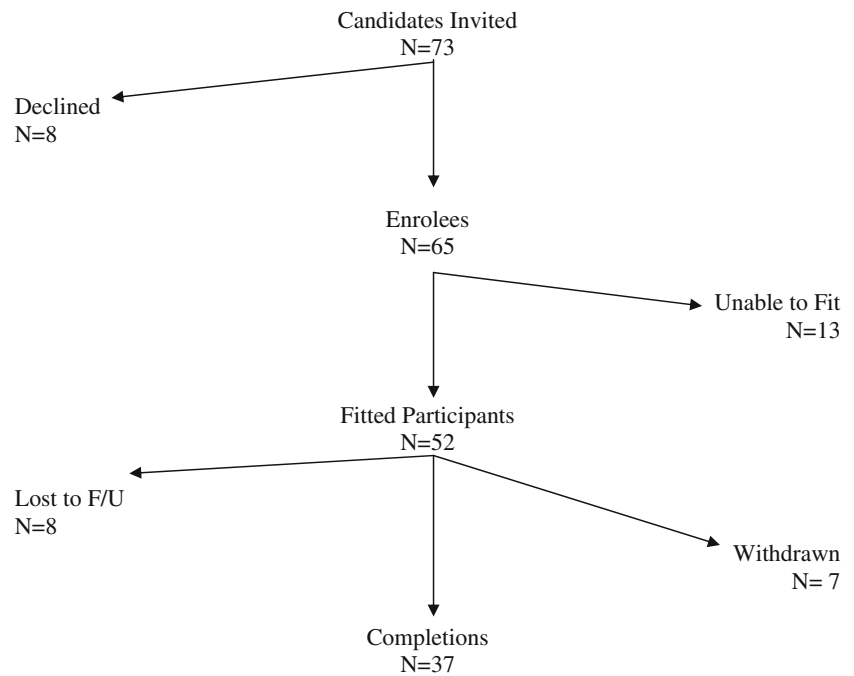 Candidates Invited
N=73
Declined
N=8
Enrolees
N=65
Unable to Fit
N=13
Fitted Participants
N=52
Lost to F/U
N=8
Withdrawn
N= 7
Completions
N=37